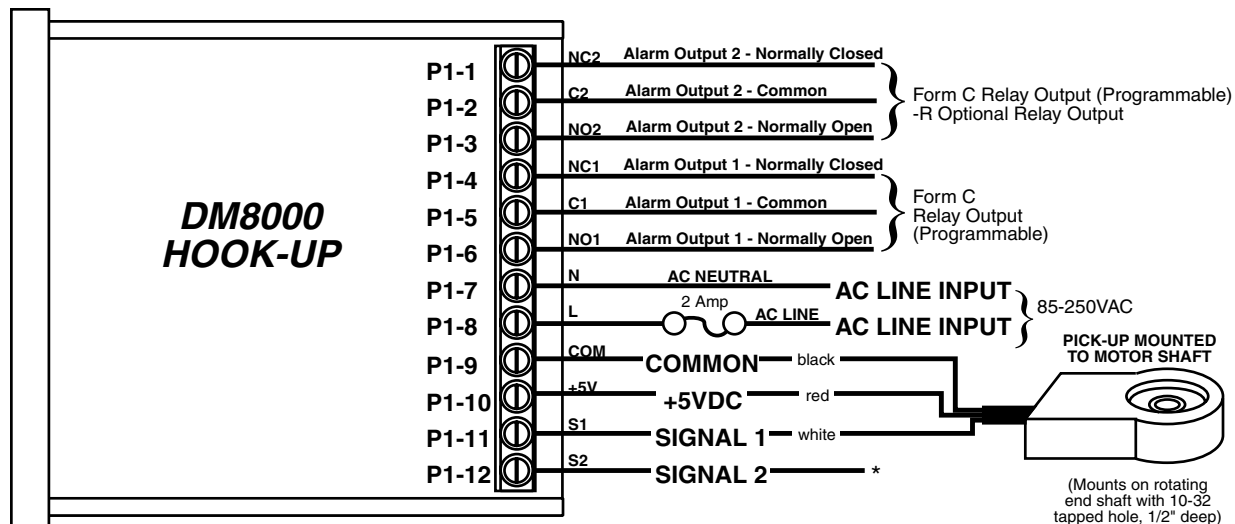 DM8000
HOOK-UP
P1-1 NC2 Alarm Output 2 - Normally Closed
P1-2 C2 Alarm Output 2 - Common
P1-3 NO2 Alarm Output 2 - Normally Open
Form C Relay Output (Programmable)
-R Optional Relay Output
P1-4 NC1 Alarm Output 1 - Normally Closed
P1-5 C1 Alarm Output 1 - Common
P1-6 NO1 Alarm Output 1 - Normally Open
Form C
Relay Output
(Programmable)
P1-7 N AC NEUTRAL AC LINE INPUT
P1-8 L 2 Amp AC LINE AC LINE INPUT
85-250VAC
P1-9 COM COMMON black
P1-10 +5V +5VDC red
P1-11 S1 SIGNAL 1 white
P1-12 S2 SIGNAL 2 *
PICK-UP MOUNTED
TO MOTOR SHAFT
(Mounts on rotating
end shaft with 10-32
tapped hole, 1/2" deep)